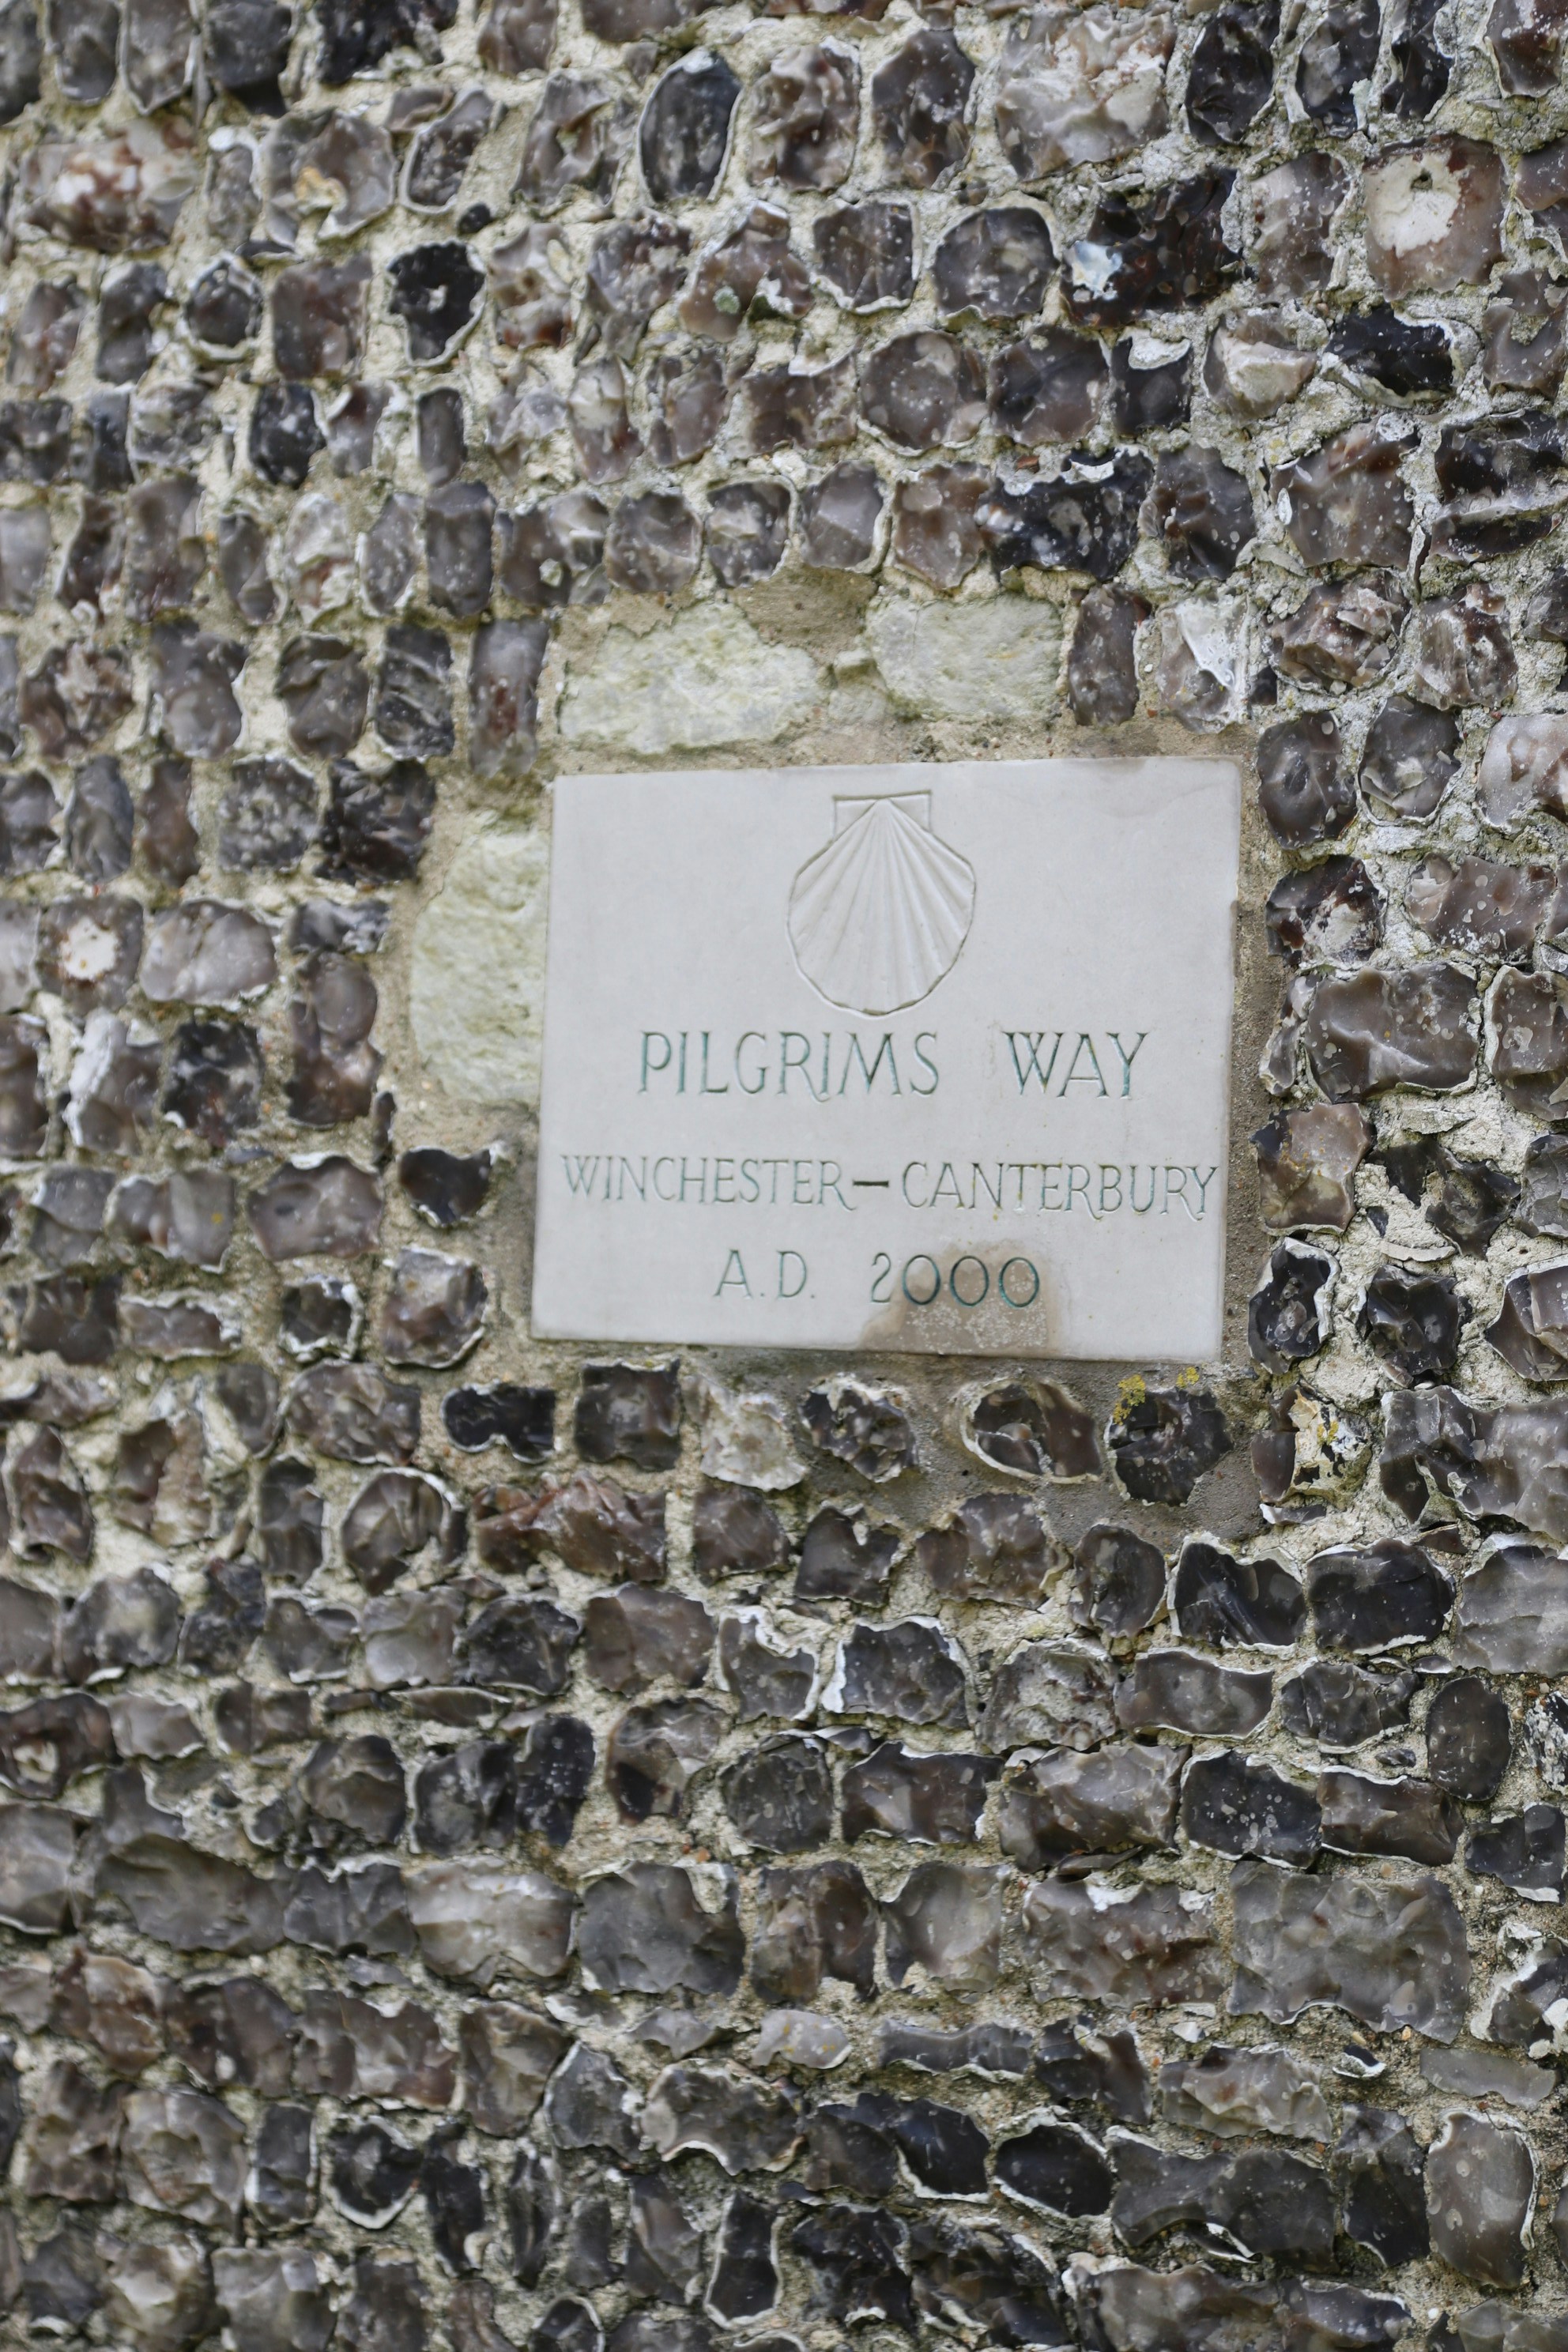 PILGRIMS WAY
WINCHESTER-CANTERBURY
A.D. 2000